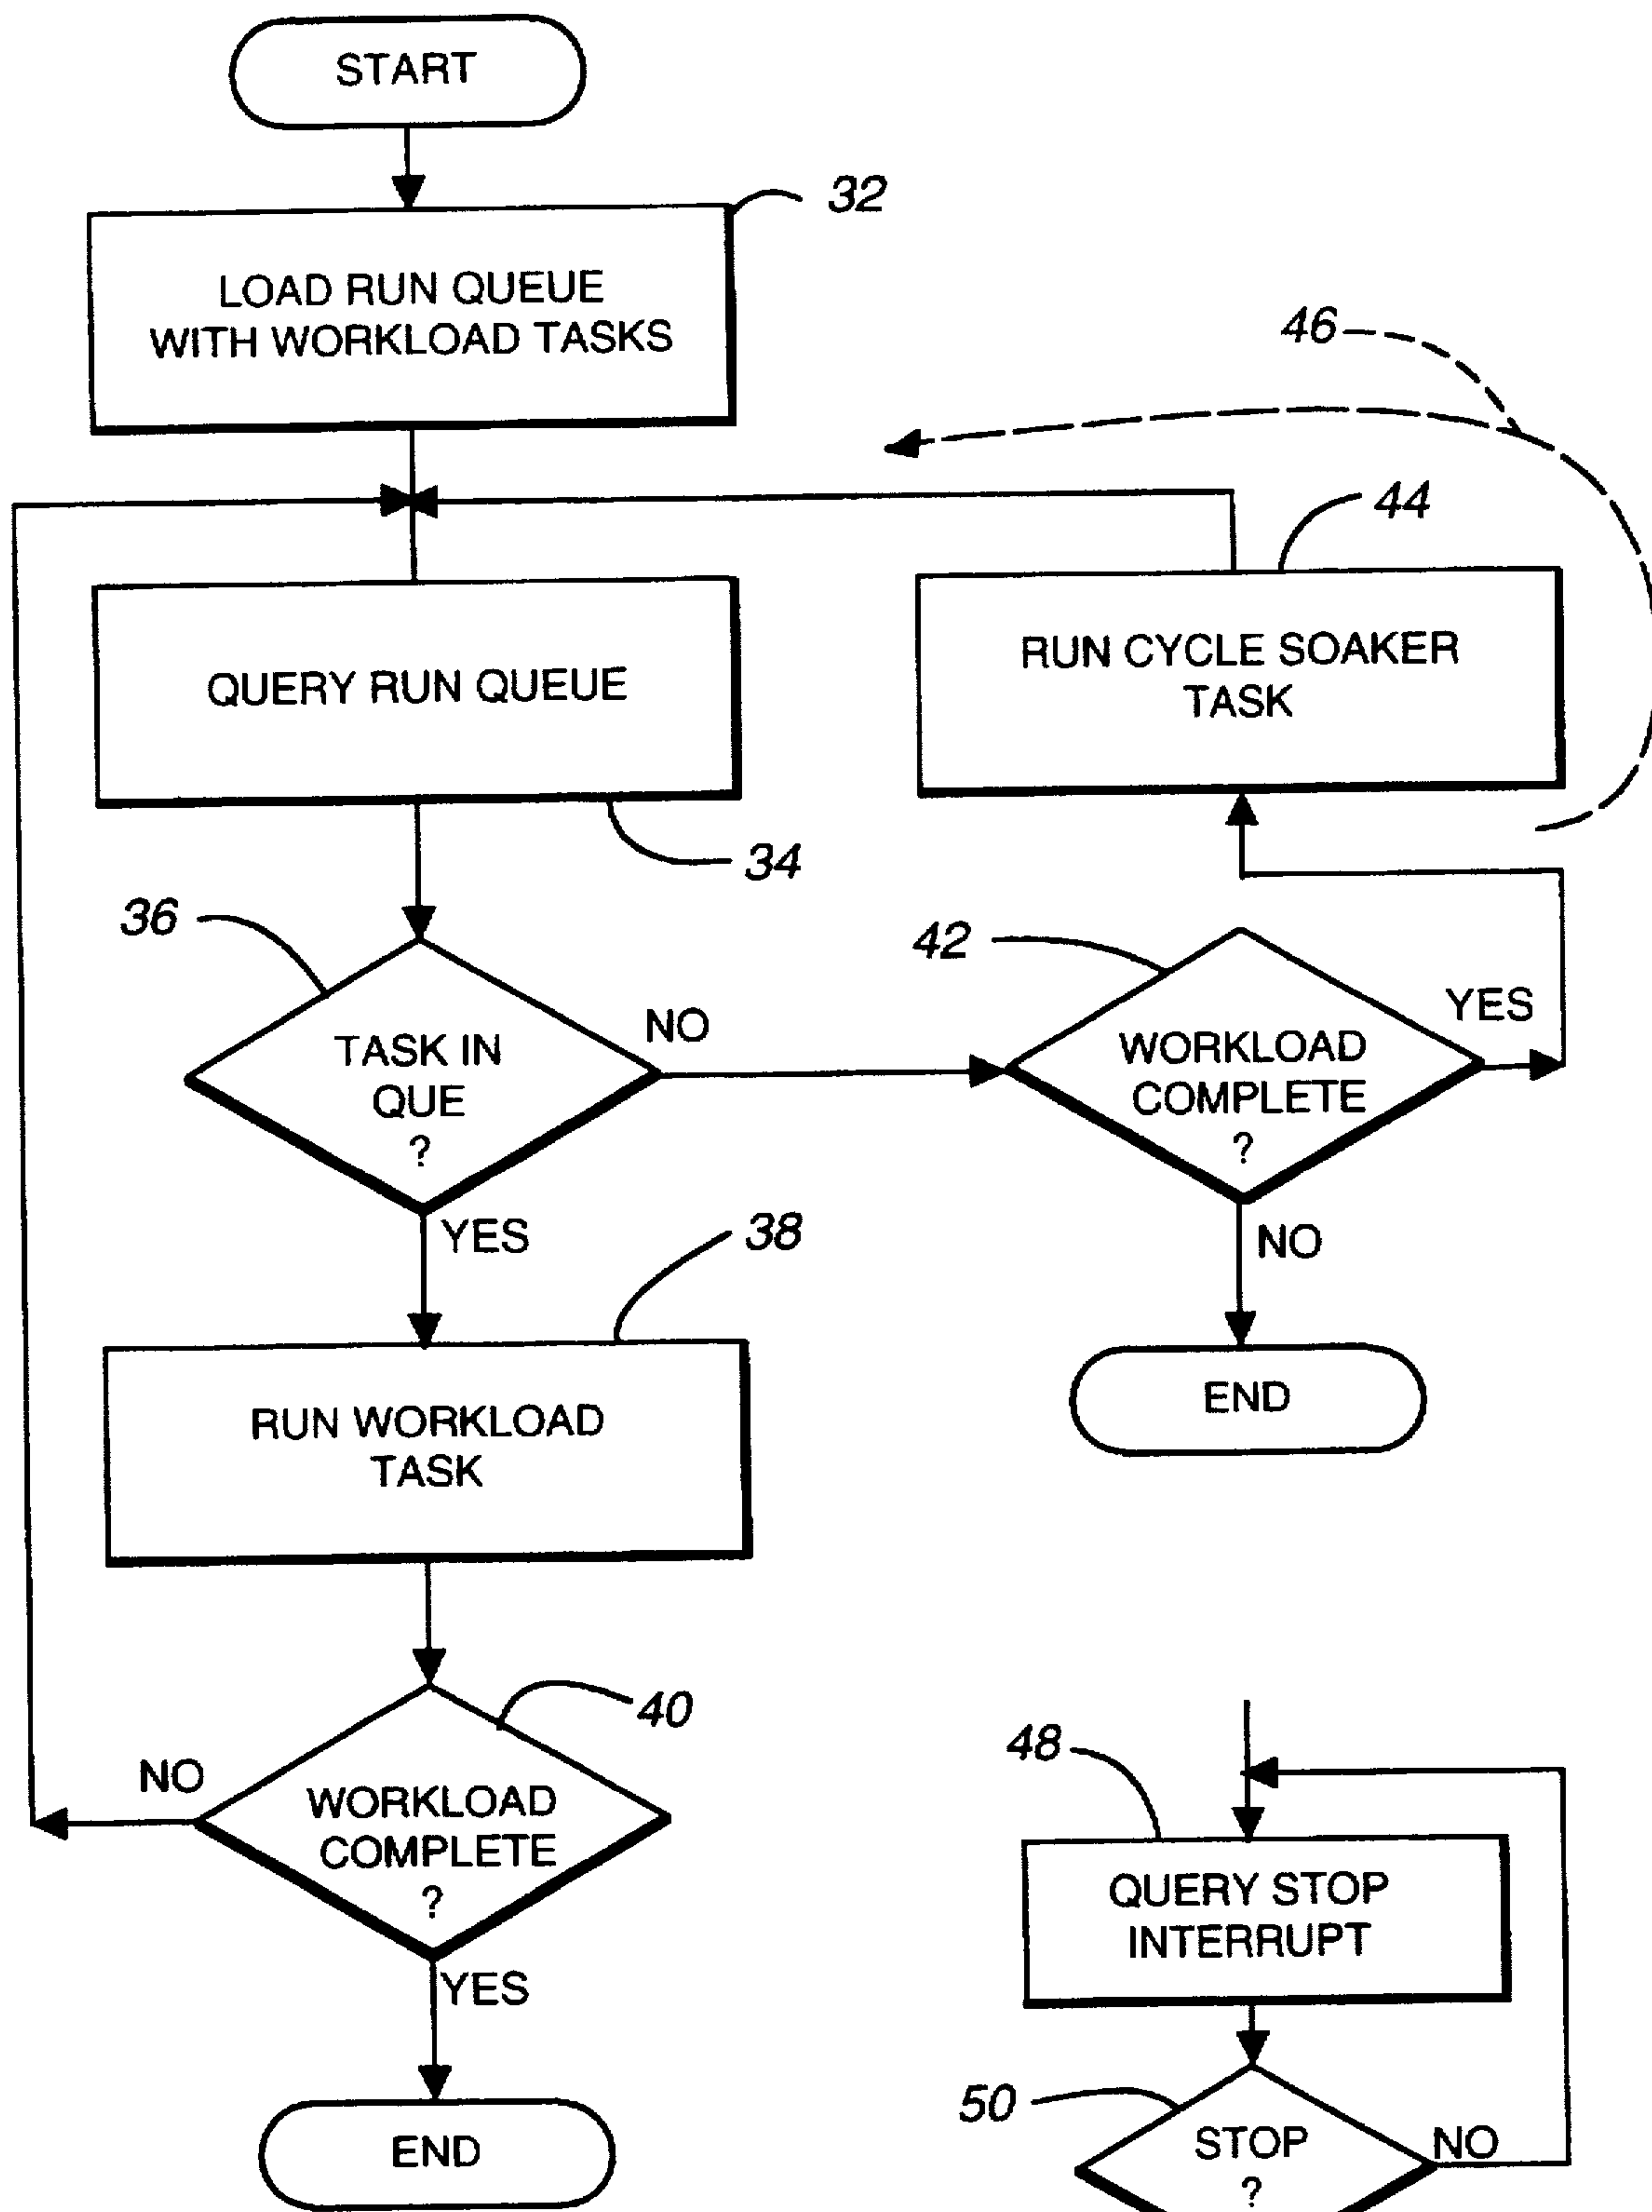 START
32
LOAD RUN QUEUE
WITH WORKLOAD TASKS
46
44
QUERY RUN QUEUE
RUN CYCLE SOAKER
TASK
34
36
TASK IN
QUE
?
NO
42
WORKLOAD
COMPLETE
?
YES
YES
38
NO
RUN WORKLOAD
TASK
END
40
NO
WORKLOAD
COMPLETE
?
YES
END
48
QUERY STOP
INTERRUPT
50
STOP
?
NO